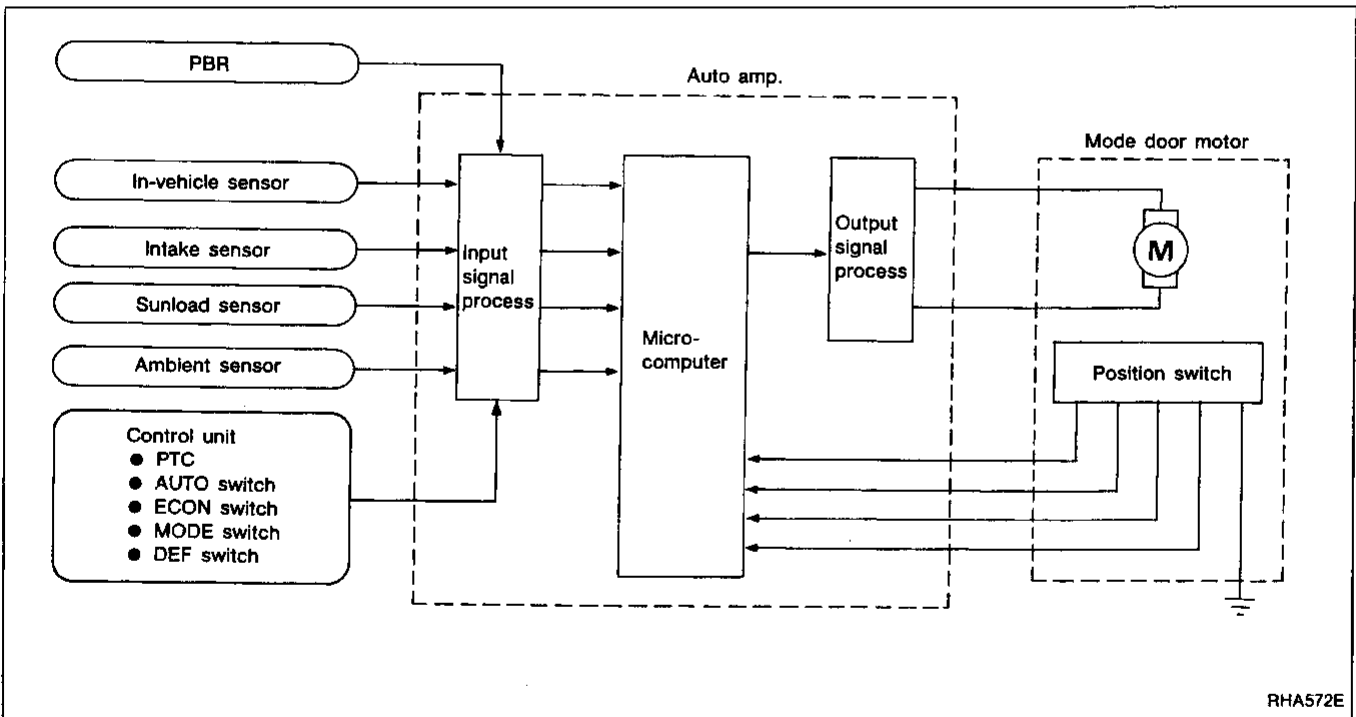 PBR
Auto amp.
Mode door motor
In-vehicle sensor
Intake sensor
Sunload sensor
Ambient sensor
Input
signal
process
Micro-
computer
Output
signal
process
M
Position switch
Control unit
● PTC
● AUTO switch
● ECON switch
● MODE switch
● DEF switch
RHA572E